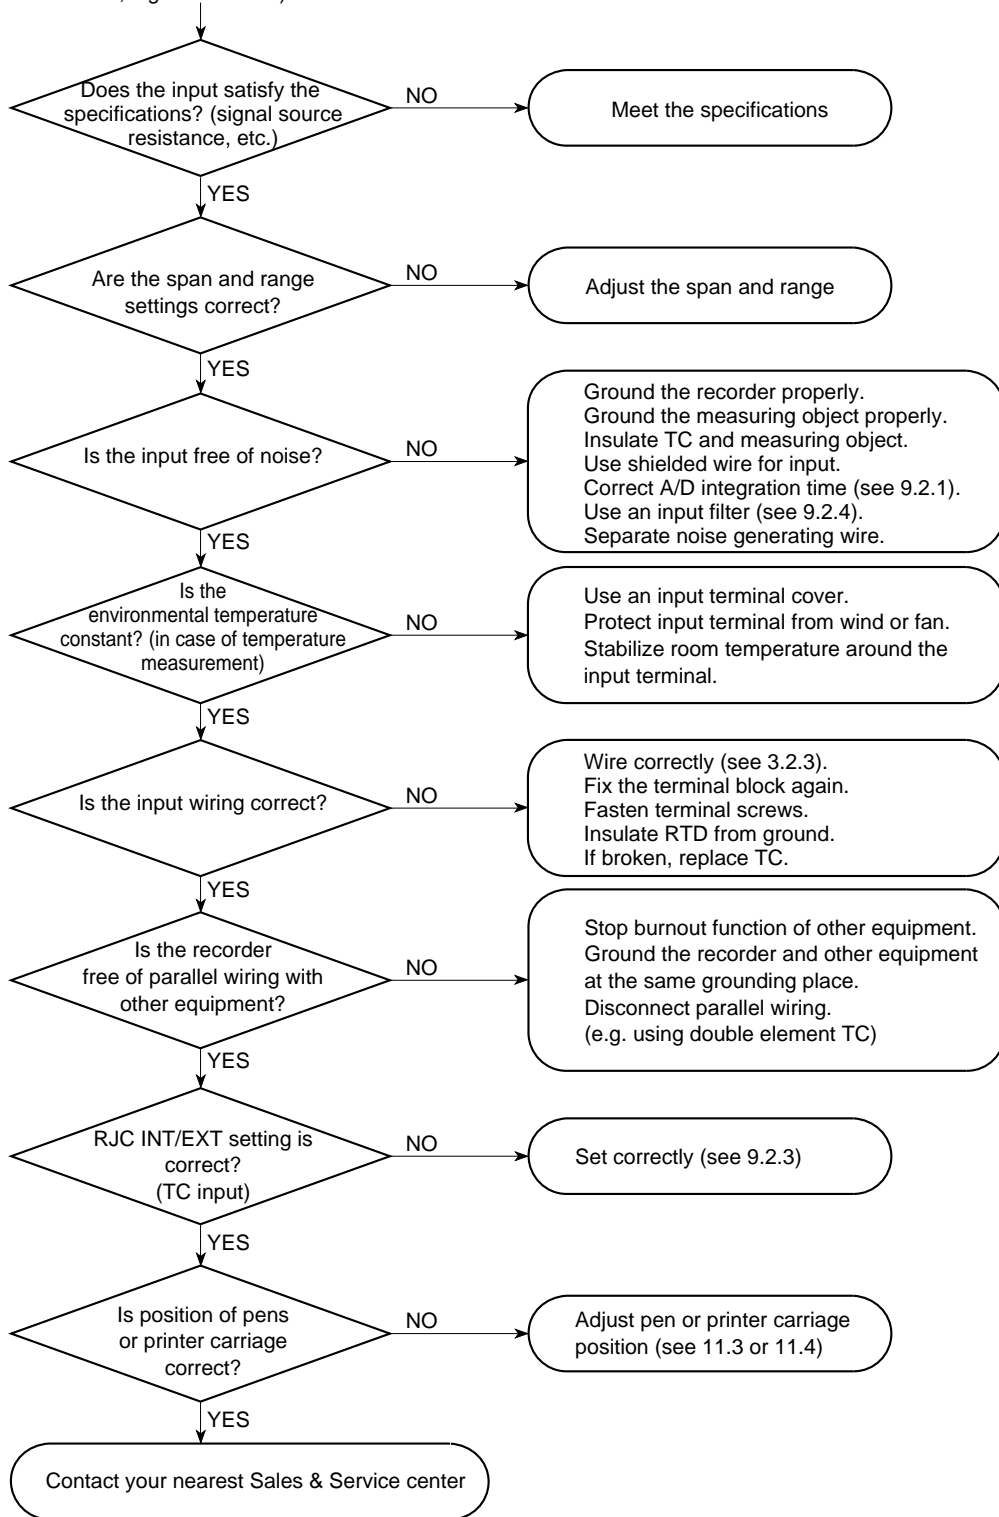 Does the input satisfy the
specifications? (signal source
resistance, etc.)
NO
Meet the specifications
YES
Are the span and range
settings correct?
NO
Adjust the span and range
YES
Is the input free of noise?
NO
Ground the recorder properly.
Ground the measuring object properly.
Insulate TC and measuring object.
Use shielded wire for input.
Correct A/D integration time (see 9.2.1).
Use an input filter (see 9.2.4).
Separate noise generating wire.
YES
Is the
environmental temperature
constant? (in case of temperature
measurement)
NO
Use an input terminal cover.
Protect input terminal from wind or fan.
Stabilize room temperature around the
input terminal.
YES
Is the input wiring correct?
NO
Wire correctly (see 3.2.3).
Fix the terminal block again.
Fasten terminal screws.
Insulate RTD from ground.
If broken, replace TC.
YES
Is the recorder
free of parallel wiring with
other equipment?
NO
Stop burnout function of other equipment.
Ground the recorder and other equipment
at the same grounding place.
Disconnect parallel wiring.
(e.g. using double element TC)
YES
RJC INT/EXT setting is
correct?
(TC input)
NO
Set correctly (see 9.2.3)
YES
Is position of pens
or printer carriage
correct?
NO
Adjust pen or printer carriage
position (see 11.3 or 11.4)
YES
Contact your nearest Sales & Service center